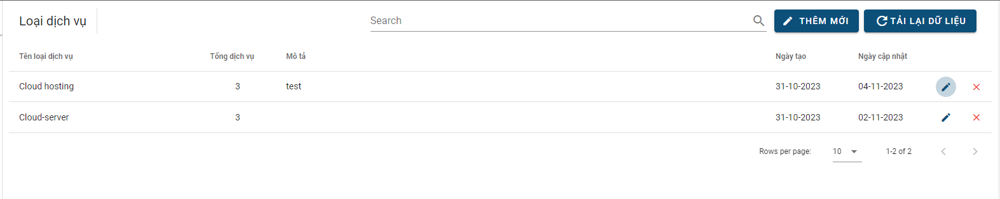 Loại dịch vụ
Search
THÊM MỚI
TẢI LẠI DỮ LIỆU
Tên loại dịch vụ Tổng dịch vụ Mô tả Ngày tạo Ngày cập nhật
Cloud hosting 3 test 31-10-2023 04-11-2023
Cloud-server 3 31-10-2023 02-11-2023
Rows per page: 10 1-2 of 2